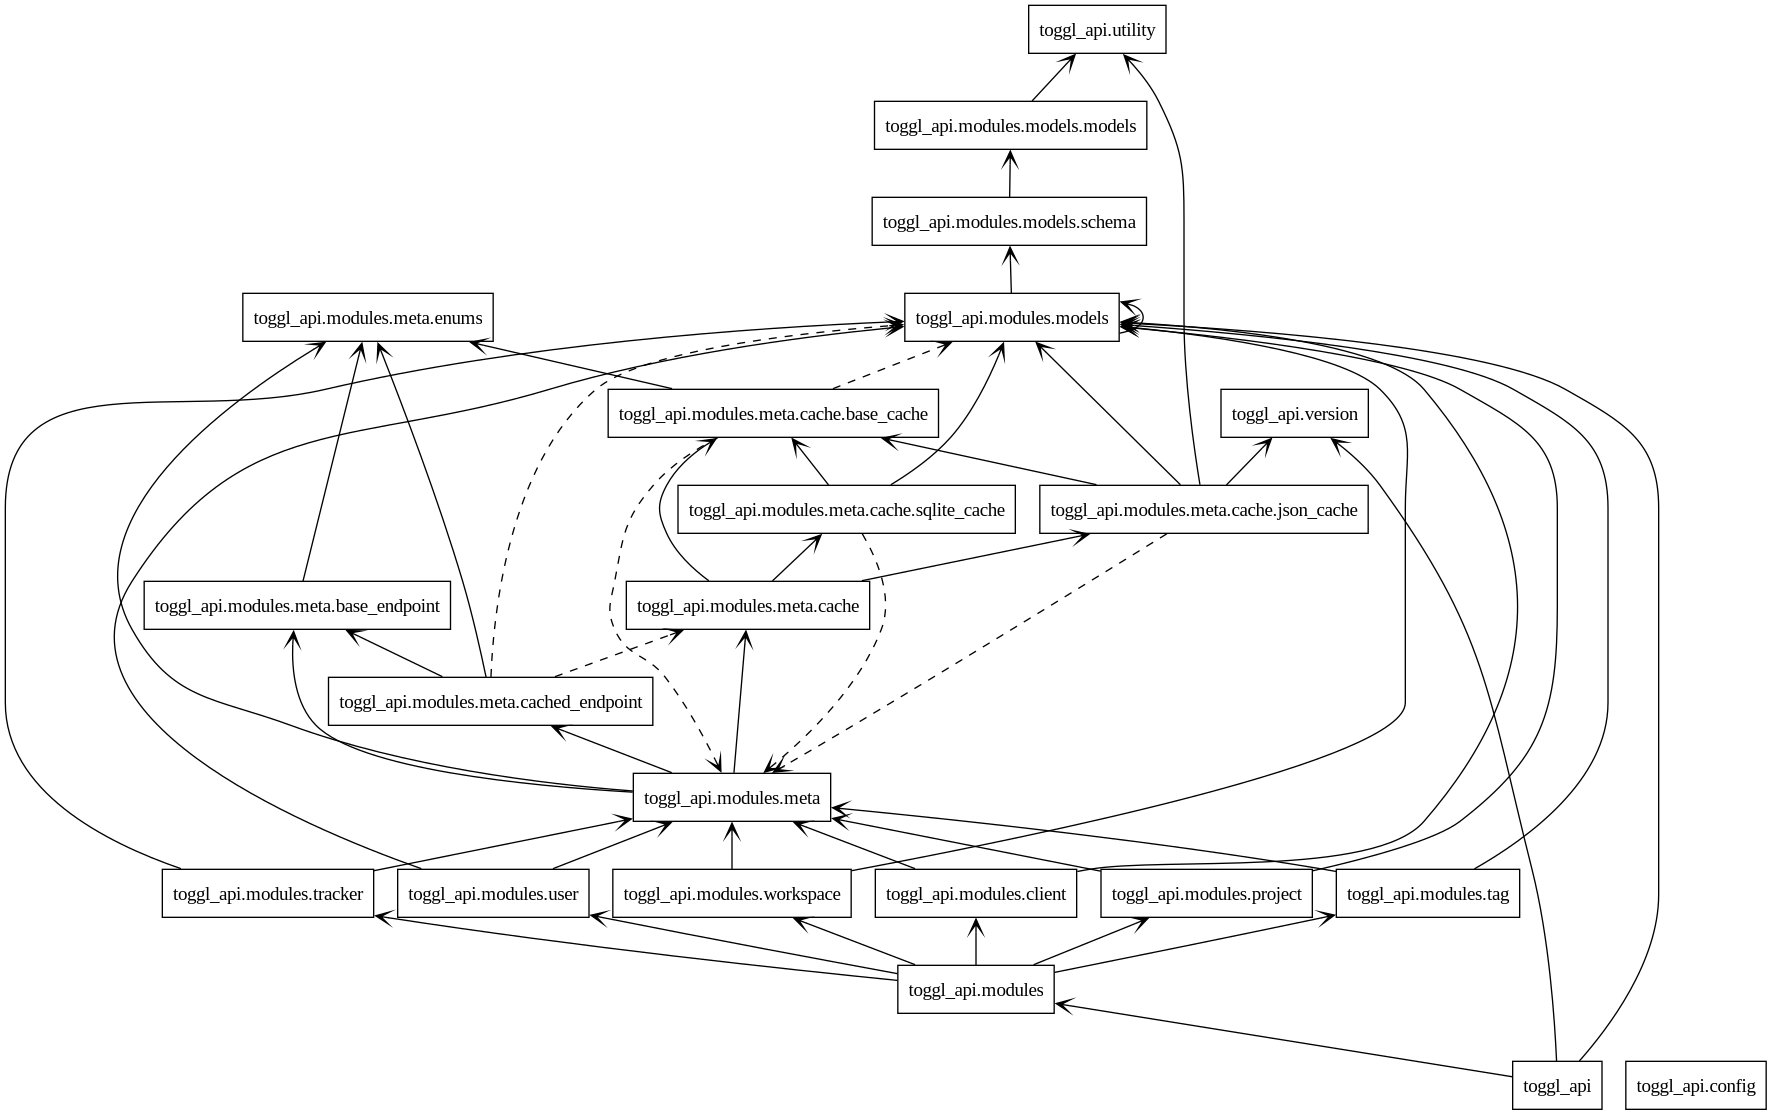 toggl_api.utility
toggl_api.modules.models.models
toggl_api.modules.models.schema
toggl_api.modules.meta.enums
toggl_api.modules.models
toggl_api.modules.meta.cache.base_cache
toggl_api.version
toggl_api.modules.meta.cache.sqlite_cache
toggl_api.modules.meta.cache.json_cache
toggl_api.modules.meta.base_endpoint
toggl_api.modules.meta.cache
toggl_api.modules.meta.cached_endpoint
toggl_api.modules.meta
toggl_api.modules.tracker
toggl_api.modules.user
toggl_api.modules.workspace
toggl_api.modules.client
toggl_api.modules.project
toggl_api.modules.tag
toggl_api.modules
toggl_api
toggl_api.config